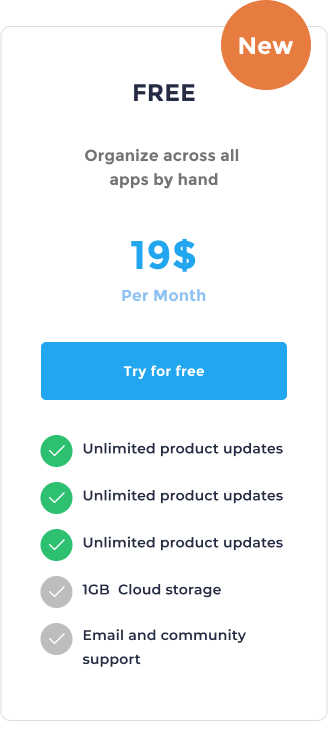 New
FREE
Organize across all
apps by hand
19$
Per Month
Try for free
Unlimited product updates
Unlimited product updates
Unlimited product updates
1GB  Cloud storage
Email and community
support